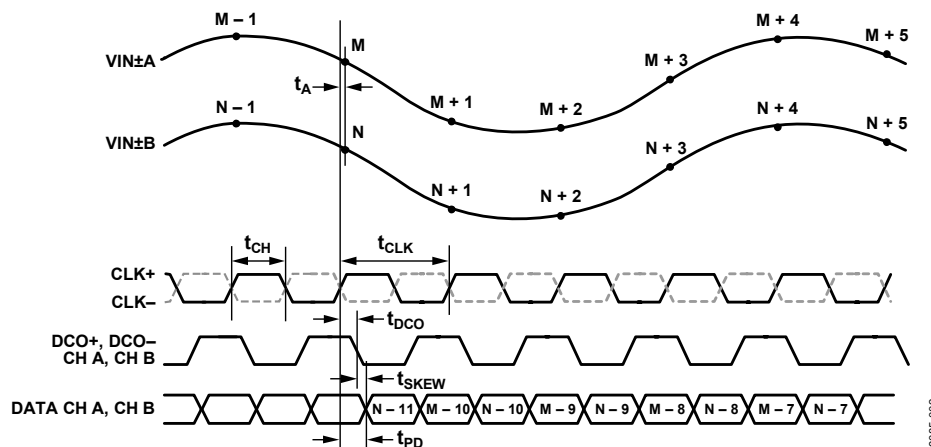 M – 1
M
M + 1
M + 2
M + 3
M + 4
M + 5
VIN±A
tA
N – 1
N
N + 1
N + 2
N + 3
N + 4
N + 5
VIN±B
tCH
tCLK
CLK+
CLK–
tDCO
DCO+, DCO–
CH A, CH B
tSKEW
DATA CH A, CH B
N – 11
M – 10
N – 10
M – 9
N – 9
M – 8
N – 8
M – 7
N – 7
tPD